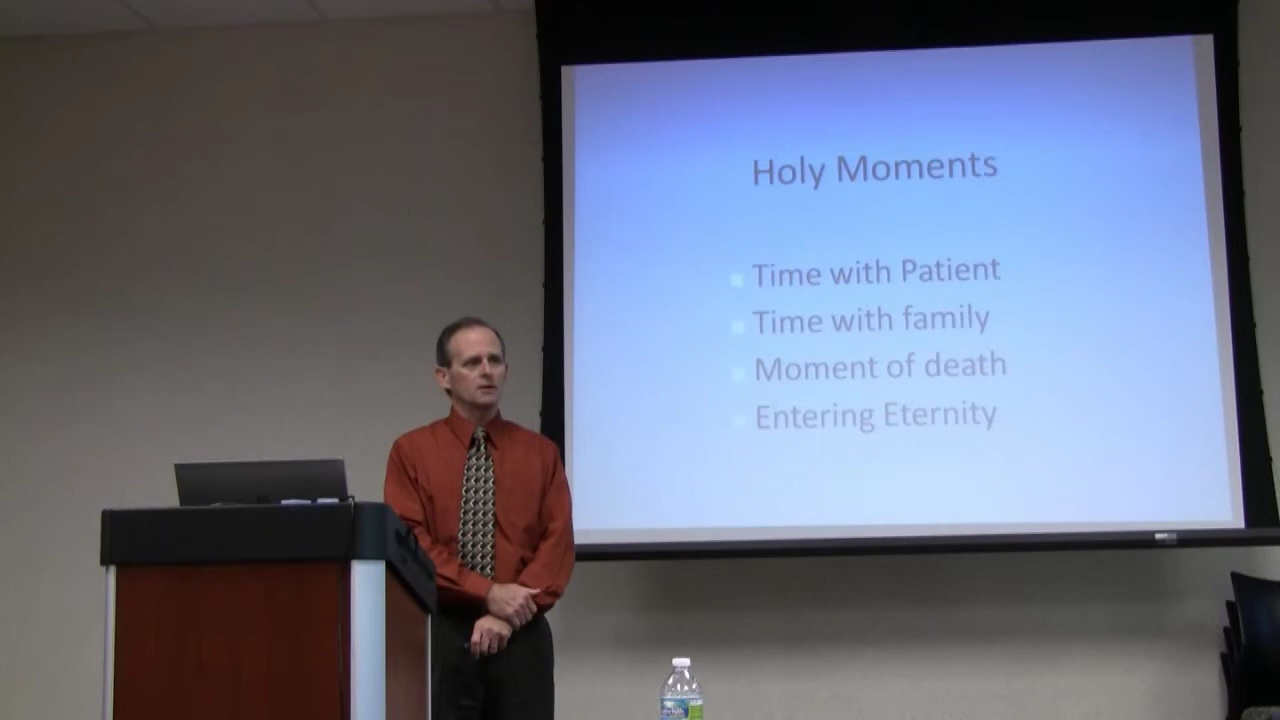 Holy Moments
Time with Patient
Time with family
Moment of death
Entering Eternity